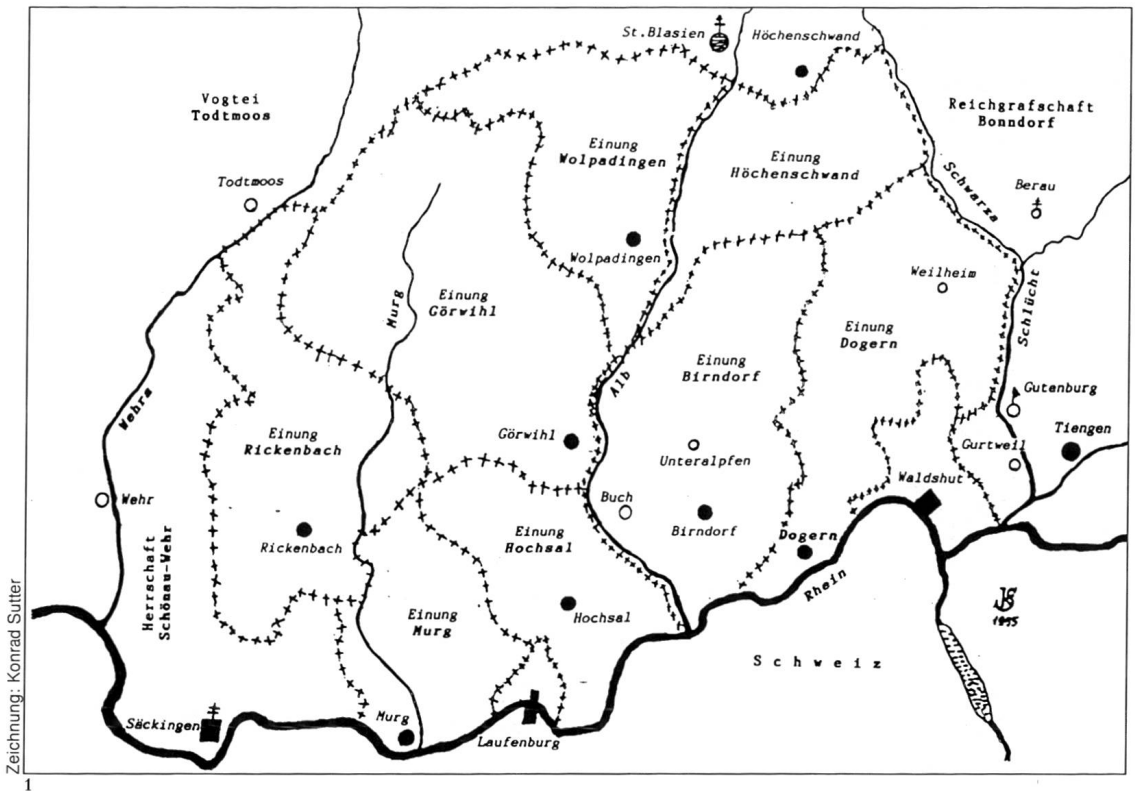 St.Blasien
Höchenschwand
Vogtei
Todtmoos
Reichgrafschaft
Bonndorf
Einung
Wolpadingen
Einung
Höchenschwand
Todtmoos
Schwarza
Berau
Wolpadingen
Weilheim
Murg
Einung
Görwihl
Schlücht
Einung
Dogern
Einung
Birndorf
Alb
Wehra
Gutenburg
Einung
Rickenbach
Görwihl
Unteralpfen
Gurtweil
Tiengen
Waldshut
Wehr
Buch
Birndorf
Dogern
Rickenbach
Einung
Hochsal
Herrschaft
Schönau-Wehr
Rhein
Einung
Murg
Hochsal
1955
Schweiz
Säckingen
Murg
Laufenburg
Zeichnung: Konrad Sutter
1